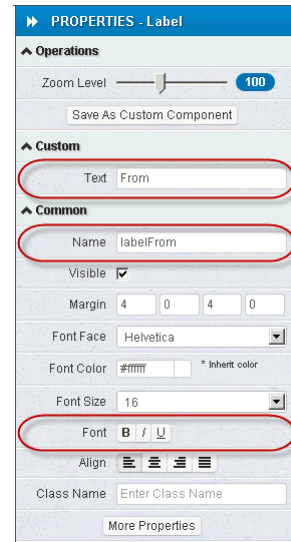 PROPERTIES - Label
Operations
Zoom Level 100
Save As Custom Component
Custom
Text From
Common
Name labelFrom
Visible
Margin 4 0 4 0
Font Face Helvetica
Font Color #ffffff * Inherit color
Font Size 16
Font B I U
Align
Class Name Enter Class Name
More Properties